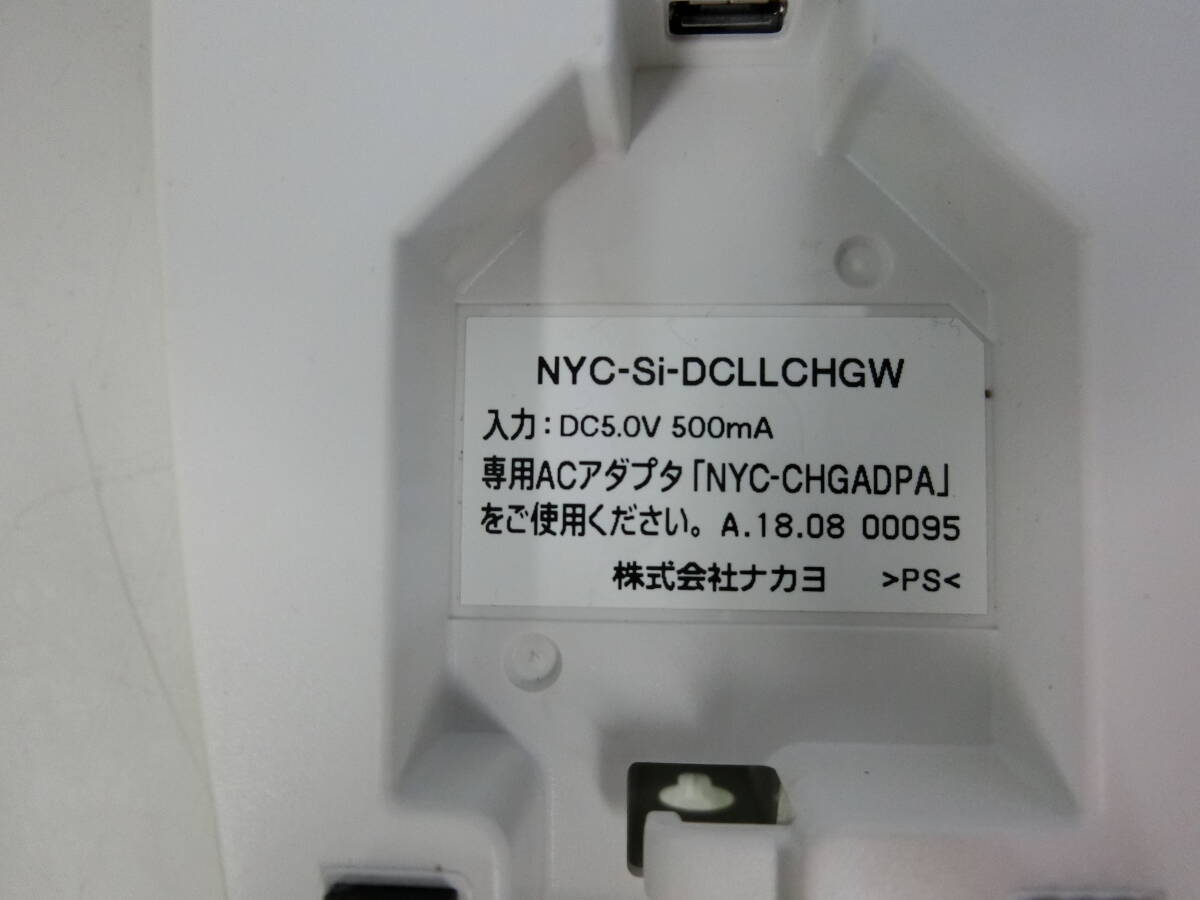 NYC-Si-DCLLCHGW
入力：DC5.0V 500mA
専用ACアダプタ「NYC-CHGADPA」
をご使用ください。 A.18.08 00095
株式会社ナカヨ >PS<